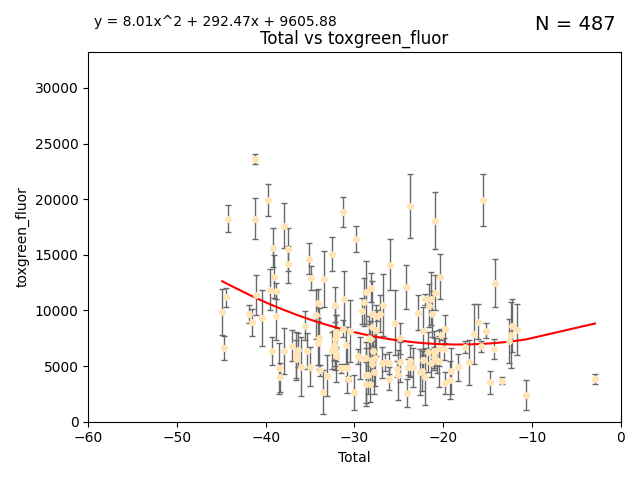 y = 8.01x^2 + 292.47x + 9605.88
N = 487
Total vs toxgreen_fluor
30000
25000
20000
15000
10000
5000
0
toxgreen_fluor
−60
−50
−40
−30
−20
−10
0
Total